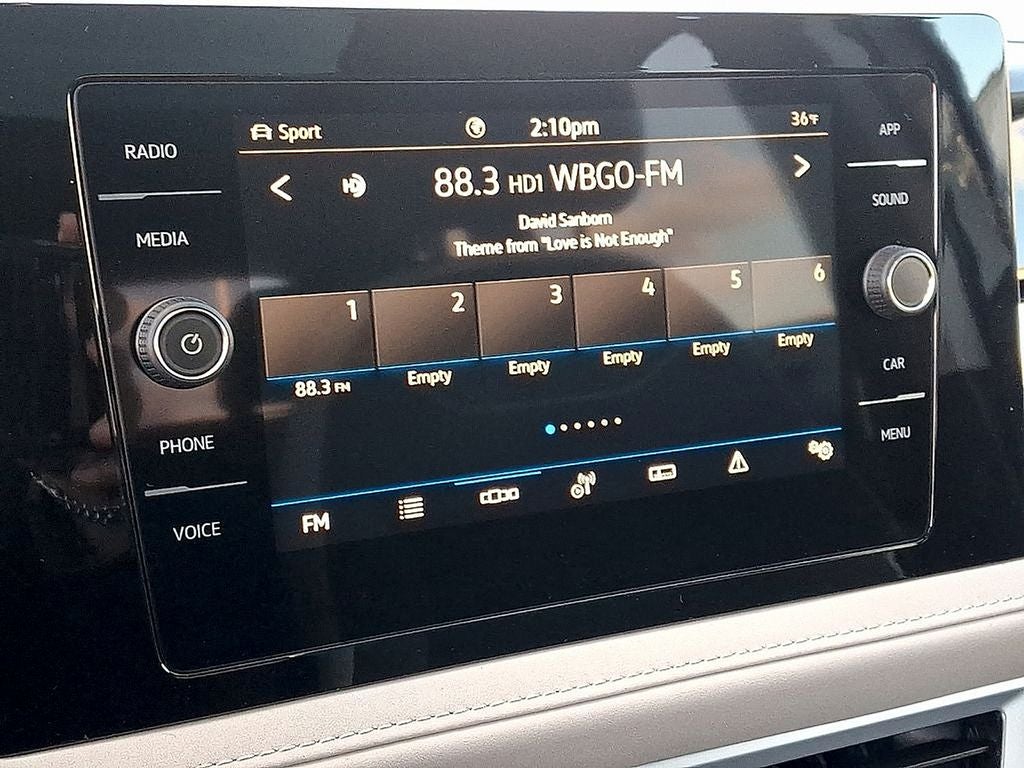 RADIO
MEDIA
PHONE
VOICE
Sport 2:10pm 36°F
< HD 88.3 HD1 WBGO-FM >
David Sanborn
Theme from "Love is Not Enough"
1 2 3 4 5 6
88.3 FM Empty Empty Empty Empty Empty
FM
APP
SOUND
CAR
MENU